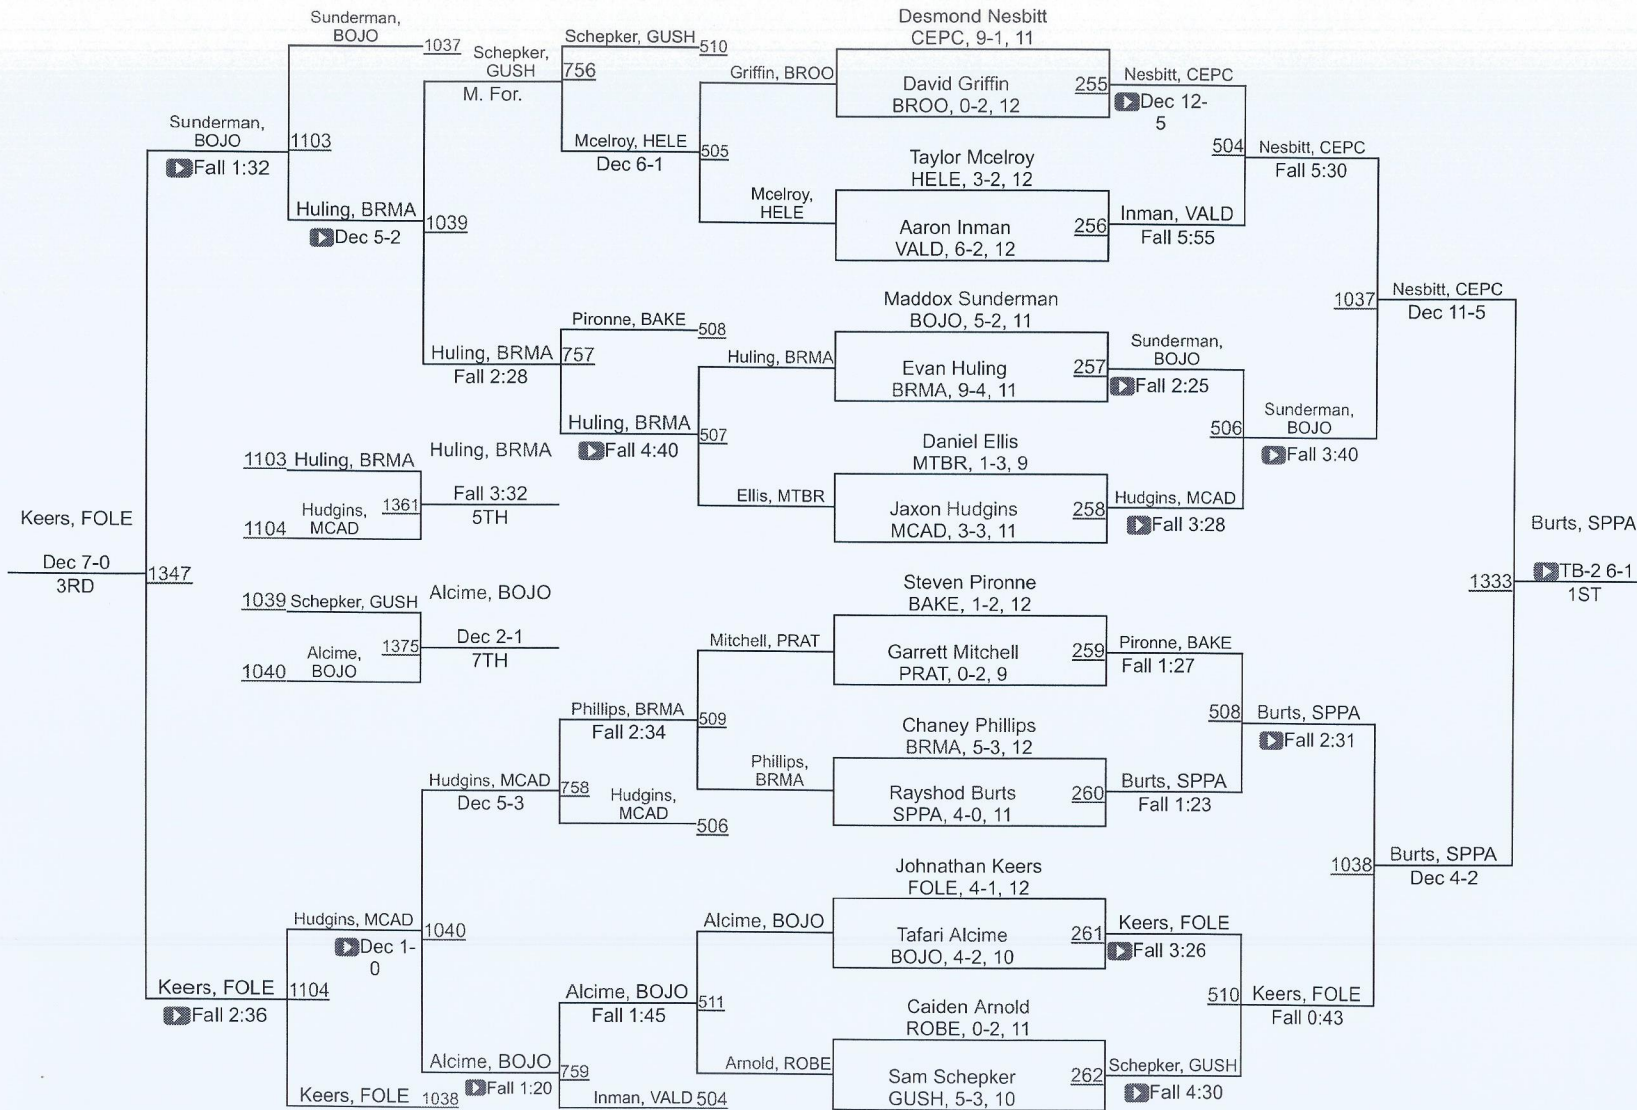 Sunderman,
BOJO
1037
Schepker,
GUSH
M. For.
Schepker, GUSH
510
756
Mcelroy, HELE
Dec 6-1
Griffin, BROO
505
Mcelroy,
HELE
Desmond Nesbitt
CEPC, 9-1, 11
David Griffin
BROO, 0-2, 12
255
Nesbitt, CEPC
Dec 12-
5
Taylor Mcelroy
HELE, 3-2, 12
Aaron Inman
VALD, 6-2, 12
256
Inman, VALD
Fall 5:55
504
Nesbitt, CEPC
Fall 5:30
Sunderman,
BOJO
Fall 1:32
1103
Huling, BRMA
Dec 5-2
1039
Pironne, BAKE
508
Huling, BRMA
Fall 2:28
757
Huling, BRMA
Fall 4:40
Huling, BRMA
507
Ellis, MTBR
Maddox Sunderman
BOJO, 5-2, 11
Evan Huling
BRMA, 9-4, 11
257
Sunderman,
BOJO
Fall 2:25
Daniel Ellis
MTBR, 1-3, 9
Jaxon Hudgins
MCAD, 3-3, 11
258
Hudgins, MCAD
Fall 3:28
506
Sunderman,
BOJO
Fall 3:40
1037
Nesbitt, CEPC
Dec 11-5
1103
Huling, BRMA
Huling, BRMA
1104
Hudgins,
MCAD
1361
Fall 3:32
5TH
Keers, FOLE
Dec 7-0
3RD
1347
1333
Burts, SPPA
TB-2 6-1
1ST
1039
Schepker, GUSH
Alcime, BOJO
1040
Alcime,
BOJO
1375
Dec 2-1
7TH
Mitchell, PRAT
Steven Pironne
BAKE, 1-2, 12
Garrett Mitchell
PRAT, 0-2, 9
259
Pironne, BAKE
Fall 1:27
Phillips, BRMA
Fall 2:34
509
Phillips,
BRMA
Chaney Phillips
BRMA, 5-3, 12
Rayshod Burts
SPPA, 4-0, 11
260
Burts, SPPA
Fall 1:23
508
Burts, SPPA
Fall 2:31
Hudgins, MCAD
Dec 5-3
758
Hudgins,
MCAD
506
1038
Burts, SPPA
Dec 4-2
Johnathan Keers
FOLE, 4-1, 12
Alcime, BOJO
Tafari Alcime
BOJO, 4-2, 10
261
Keers, FOLE
Fall 3:26
Hudgins, MCAD
Dec 1-
0
1040
Keers, FOLE
Fall 2:36
1104
Alcime, BOJO
Fall 1:45
511
Caiden Arnold
ROBE, 0-2, 11
Arnold, ROBE
Sam Schepker
GUSH, 5-3, 10
262
Schepker, GUSH
Fall 4:30
510
Keers, FOLE
Fall 0:43
Alcime, BOJO
Fall 1:20
759
Keers, FOLE
1038
Inman, VALD
504